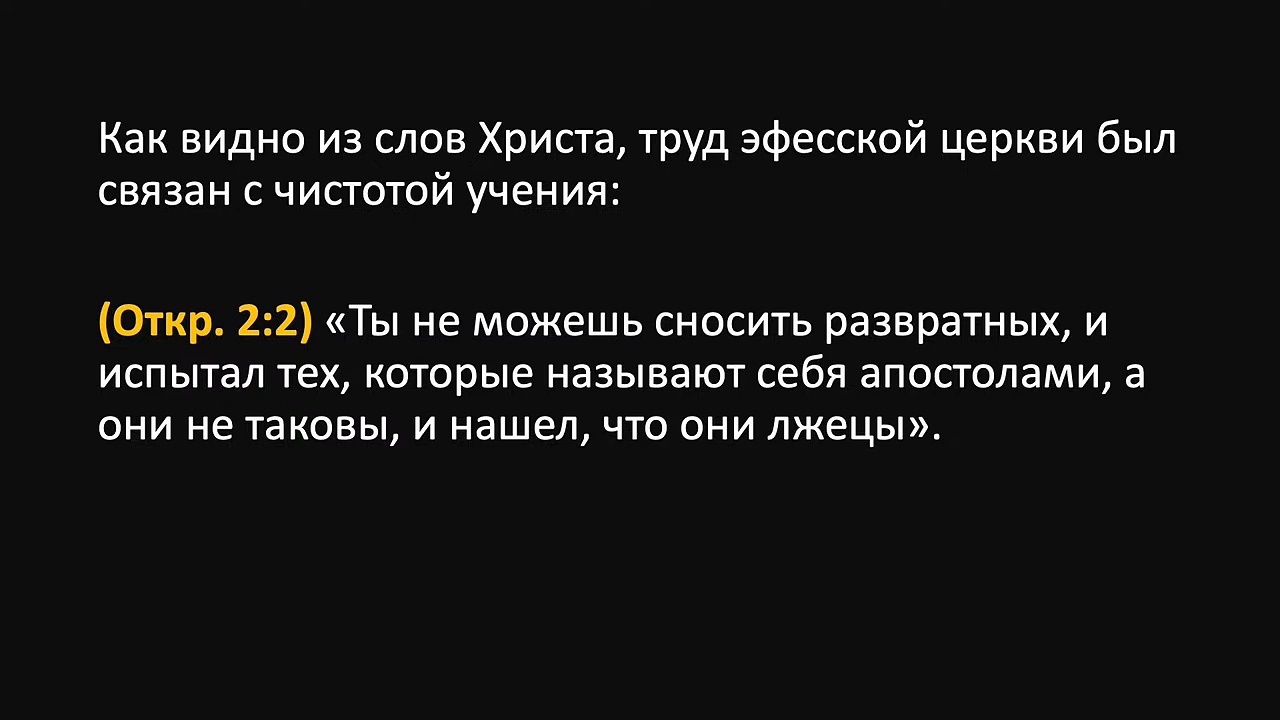 Как видно из слов Христа, труд эфесской церкви был
связан с чистотой учения:
(Откр. 2:2) «Ты не можешь сносить развратных, и
испытал тех, которые называют себя апостолами, а
они не таковы, и нашел, что они лжецы».